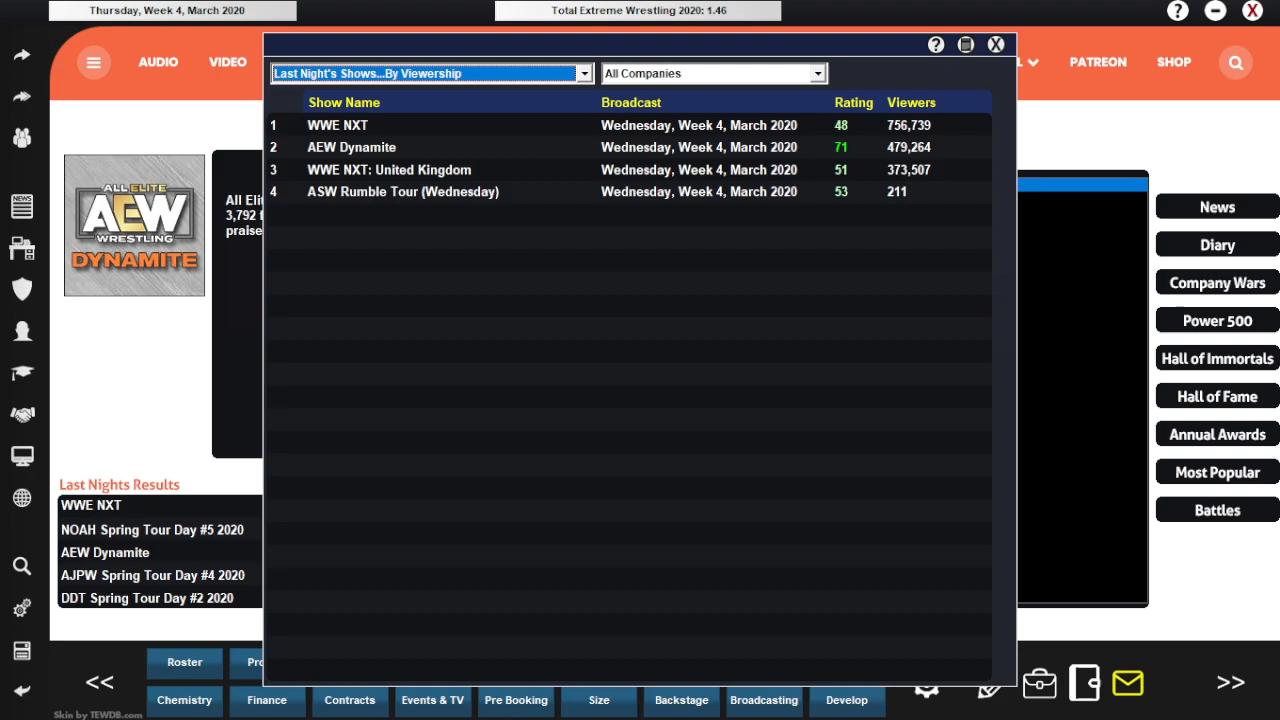 Thursday, Week 4, March 2020
Total Extreme Wrestling 2020: 1.46
? X
AUDIO VIDEO
L PATREON SHOP
? X
Last Night's Shows...By Viewership
All Companies
Show Name Broadcast Rating Viewers
1 WWE NXT Wednesday, Week 4, March 2020 48 756,739
2 AEW Dynamite Wednesday, Week 4, March 2020 71 479,264
3 WWE NXT: United Kingdom Wednesday, Week 4, March 2020 51 373,507
4 ASW Rumble Tour (Wednesday) Wednesday, Week 4, March 2020 53 211
ALL ELITE
AEW
WRESTLING
DYNAMITE
All Eli
3,792 f
praise
NEWS
News
Diary
Company Wars
Power 500
Hall of Immortals
Hall of Fame
Annual Awards
Most Popular
Battles
Last Nights Results
WWE NXT
NOAH Spring Tour Day #5 2020
AEW Dynamite
AJPW Spring Tour Day #4 2020
DDT Spring Tour Day #2 2020
<<
Roster Pro
Chemistry Finance Contracts Events & TV Pre Booking Size Backstage Broadcasting Develop
>>
Skin by TEWDB.com